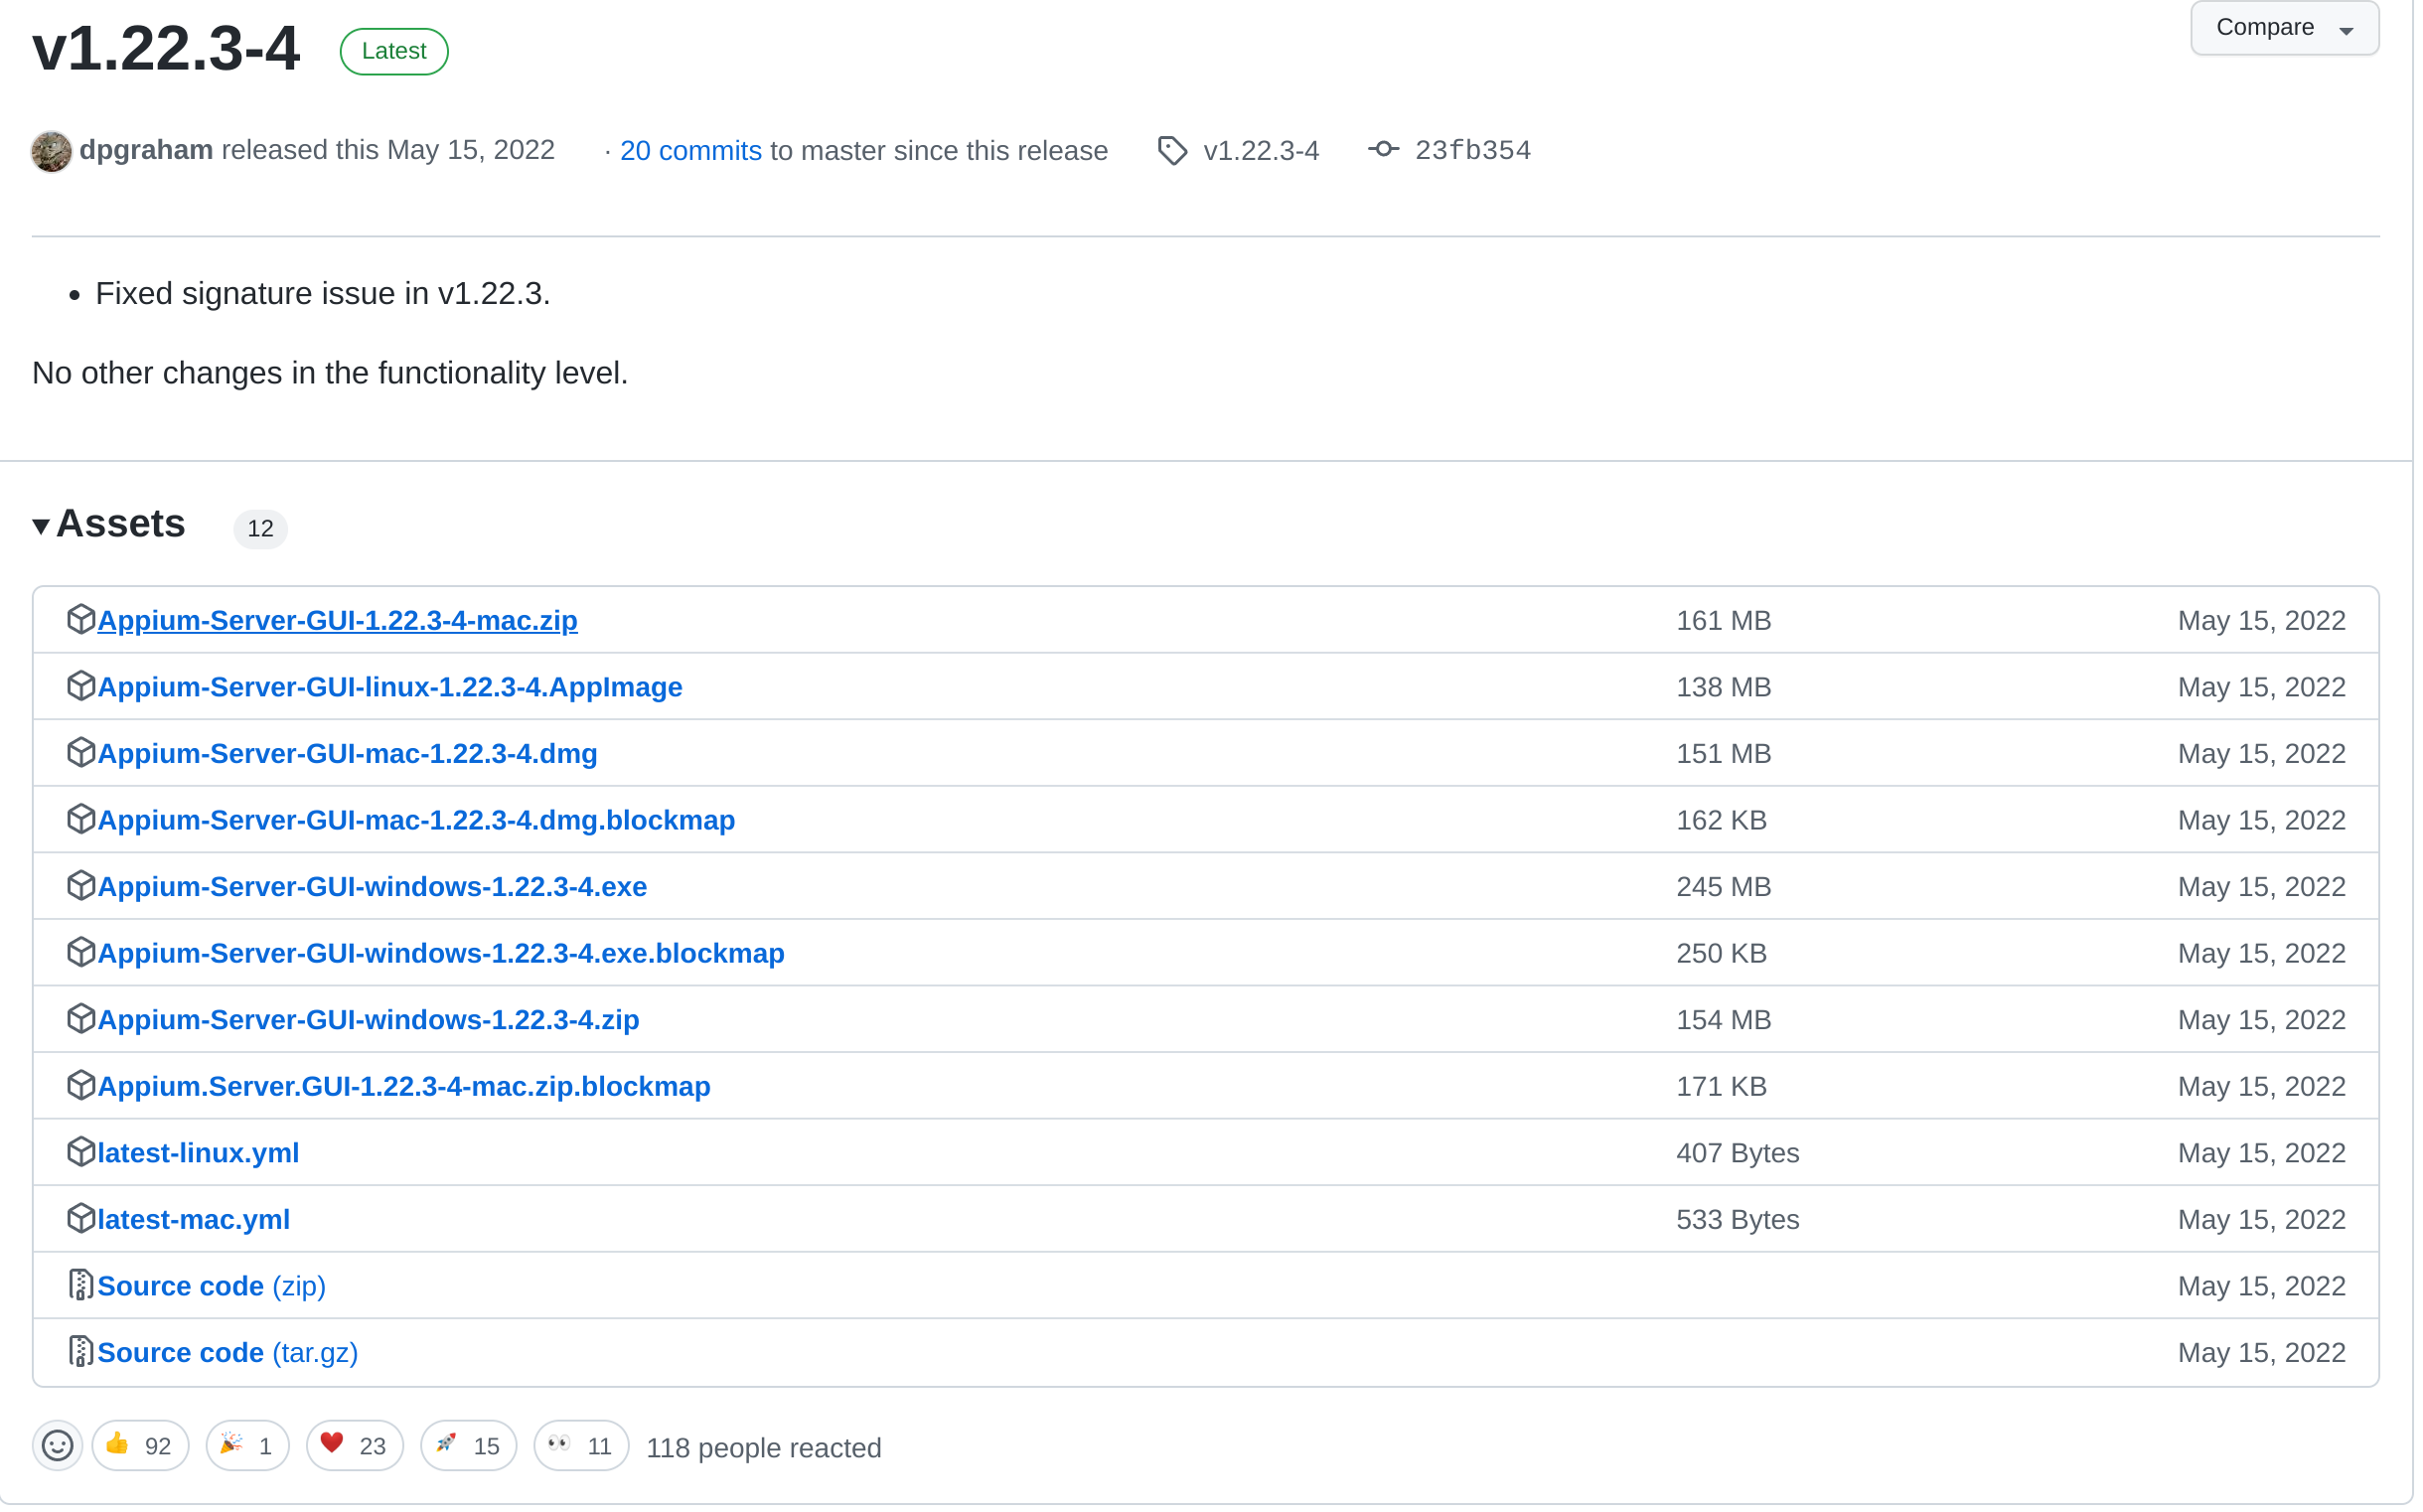 v1.22.3-4 Latest Compare
dpgraham released this May 15, 2022 · 20 commits to master since this release v1.22.3-4 23fb354
• Fixed signature issue in v1.22.3.
No other changes in the functionality level.
Assets 12
Appium-Server-GUI-1.22.3-4-mac.zip 161 MB May 15, 2022
Appium-Server-GUI-linux-1.22.3-4.AppImage 138 MB May 15, 2022
Appium-Server-GUI-mac-1.22.3-4.dmg 151 MB May 15, 2022
Appium-Server-GUI-mac-1.22.3-4.dmg.blockmap 162 KB May 15, 2022
Appium-Server-GUI-windows-1.22.3-4.exe 245 MB May 15, 2022
Appium-Server-GUI-windows-1.22.3-4.exe.blockmap 250 KB May 15, 2022
Appium-Server-GUI-windows-1.22.3-4.zip 154 MB May 15, 2022
Appium.Server.GUI-1.22.3-4-mac.zip.blockmap 171 KB May 15, 2022
latest-linux.yml 407 Bytes May 15, 2022
latest-mac.yml 533 Bytes May 15, 2022
Source code (zip) May 15, 2022
Source code (tar.gz) May 15, 2022
👍 92 🎉 1 ❤️ 23 🚀 15 👀 11 118 people reacted